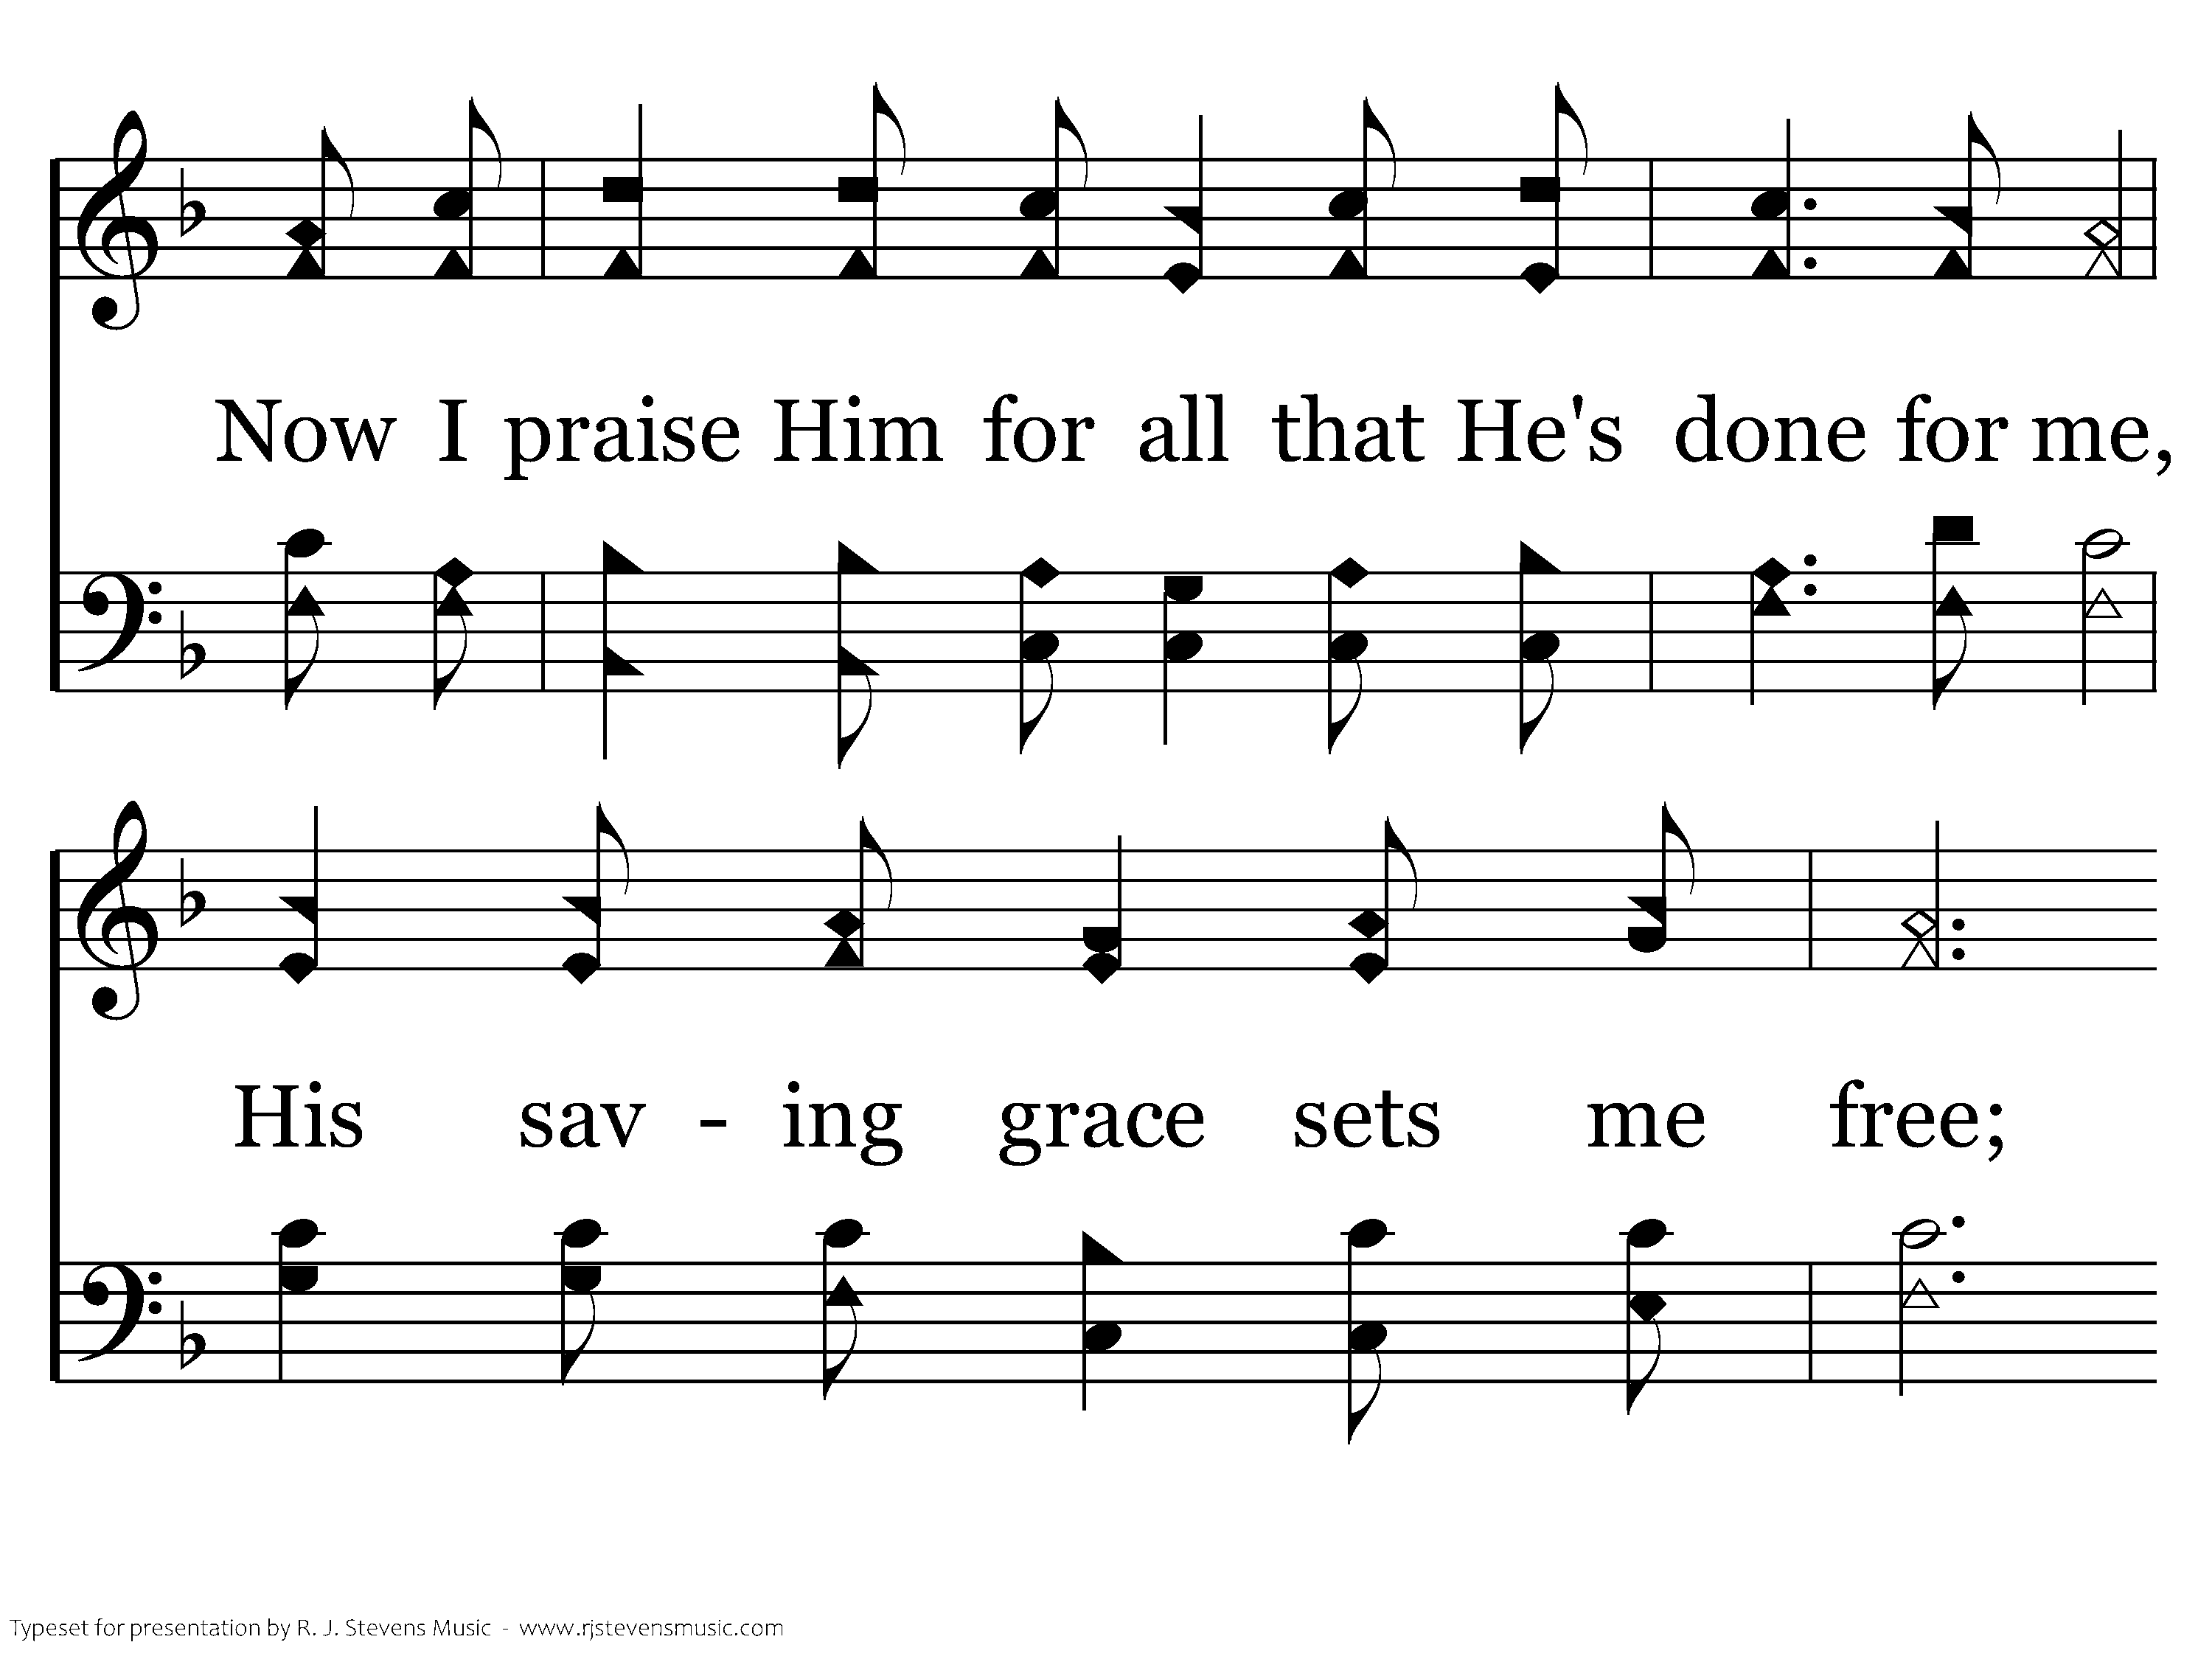 Now I praise Him for all that He's done for me,
His sav - ing grace sets me free;
Typeset for presentation by R. J. Stevens Music - www.rjstevensmusic.com